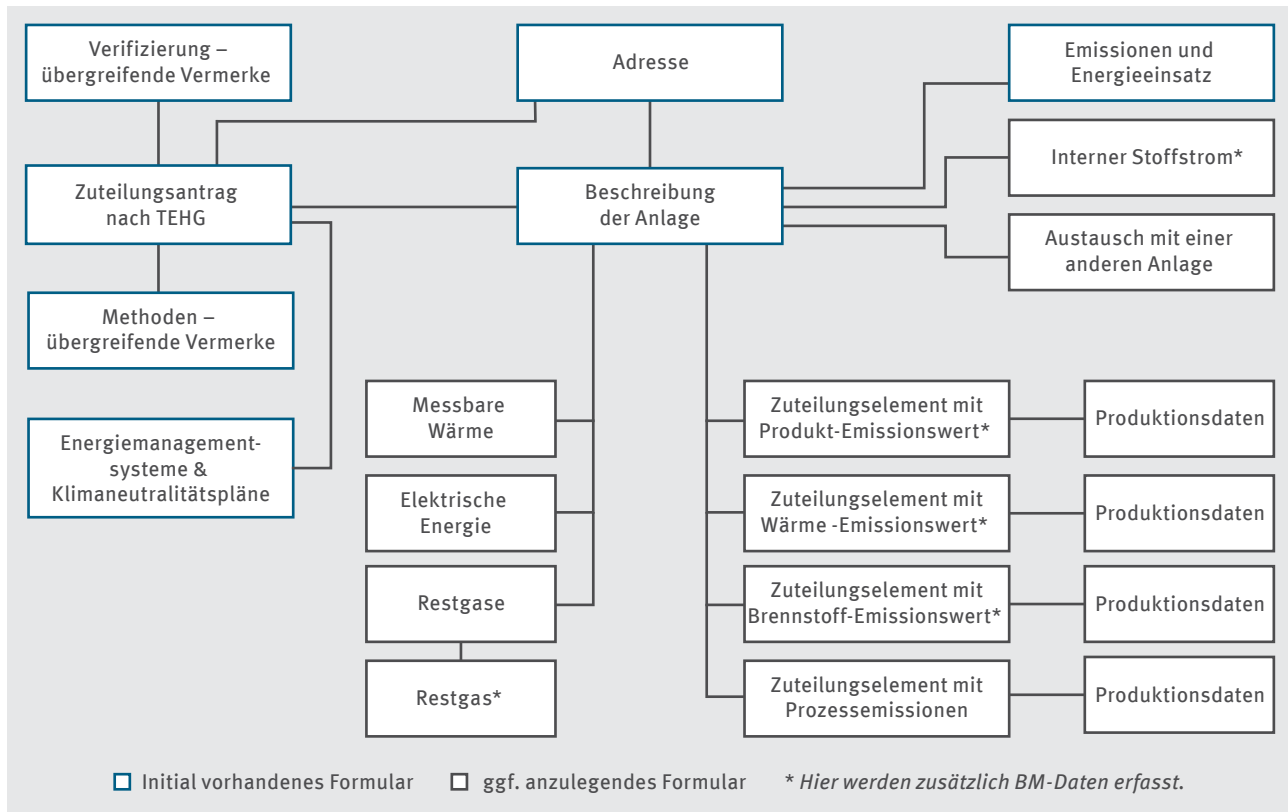 Verifizierung –
übergreifende Vermerke
Adresse
Emissionen und
Energieeinsatz
Interner Stoffstrom*
Zuteilungsantrag
nach TEHG
Beschreibung
der Anlage
Austausch mit einer
anderen Anlage
Methoden –
übergreifende Vermerke
Energiemanagement-
systeme &
Klimaneutralitätspläne
Messbare
Wärme
Zuteilungselement mit
Produkt-Emissionswert*
Produktionsdaten
Elektrische
Energie
Zuteilungselement mit
Wärme -Emissionswert*
Produktionsdaten
Restgase
Zuteilungselement mit
Brennstoff-Emissionswert*
Produktionsdaten
Restgas*
Zuteilungselement mit
Prozessemissionen
Produktionsdaten
Initial vorhandenes Formular
ggf. anzulegendes Formular
* Hier werden zusätzlich BM-Daten erfasst.